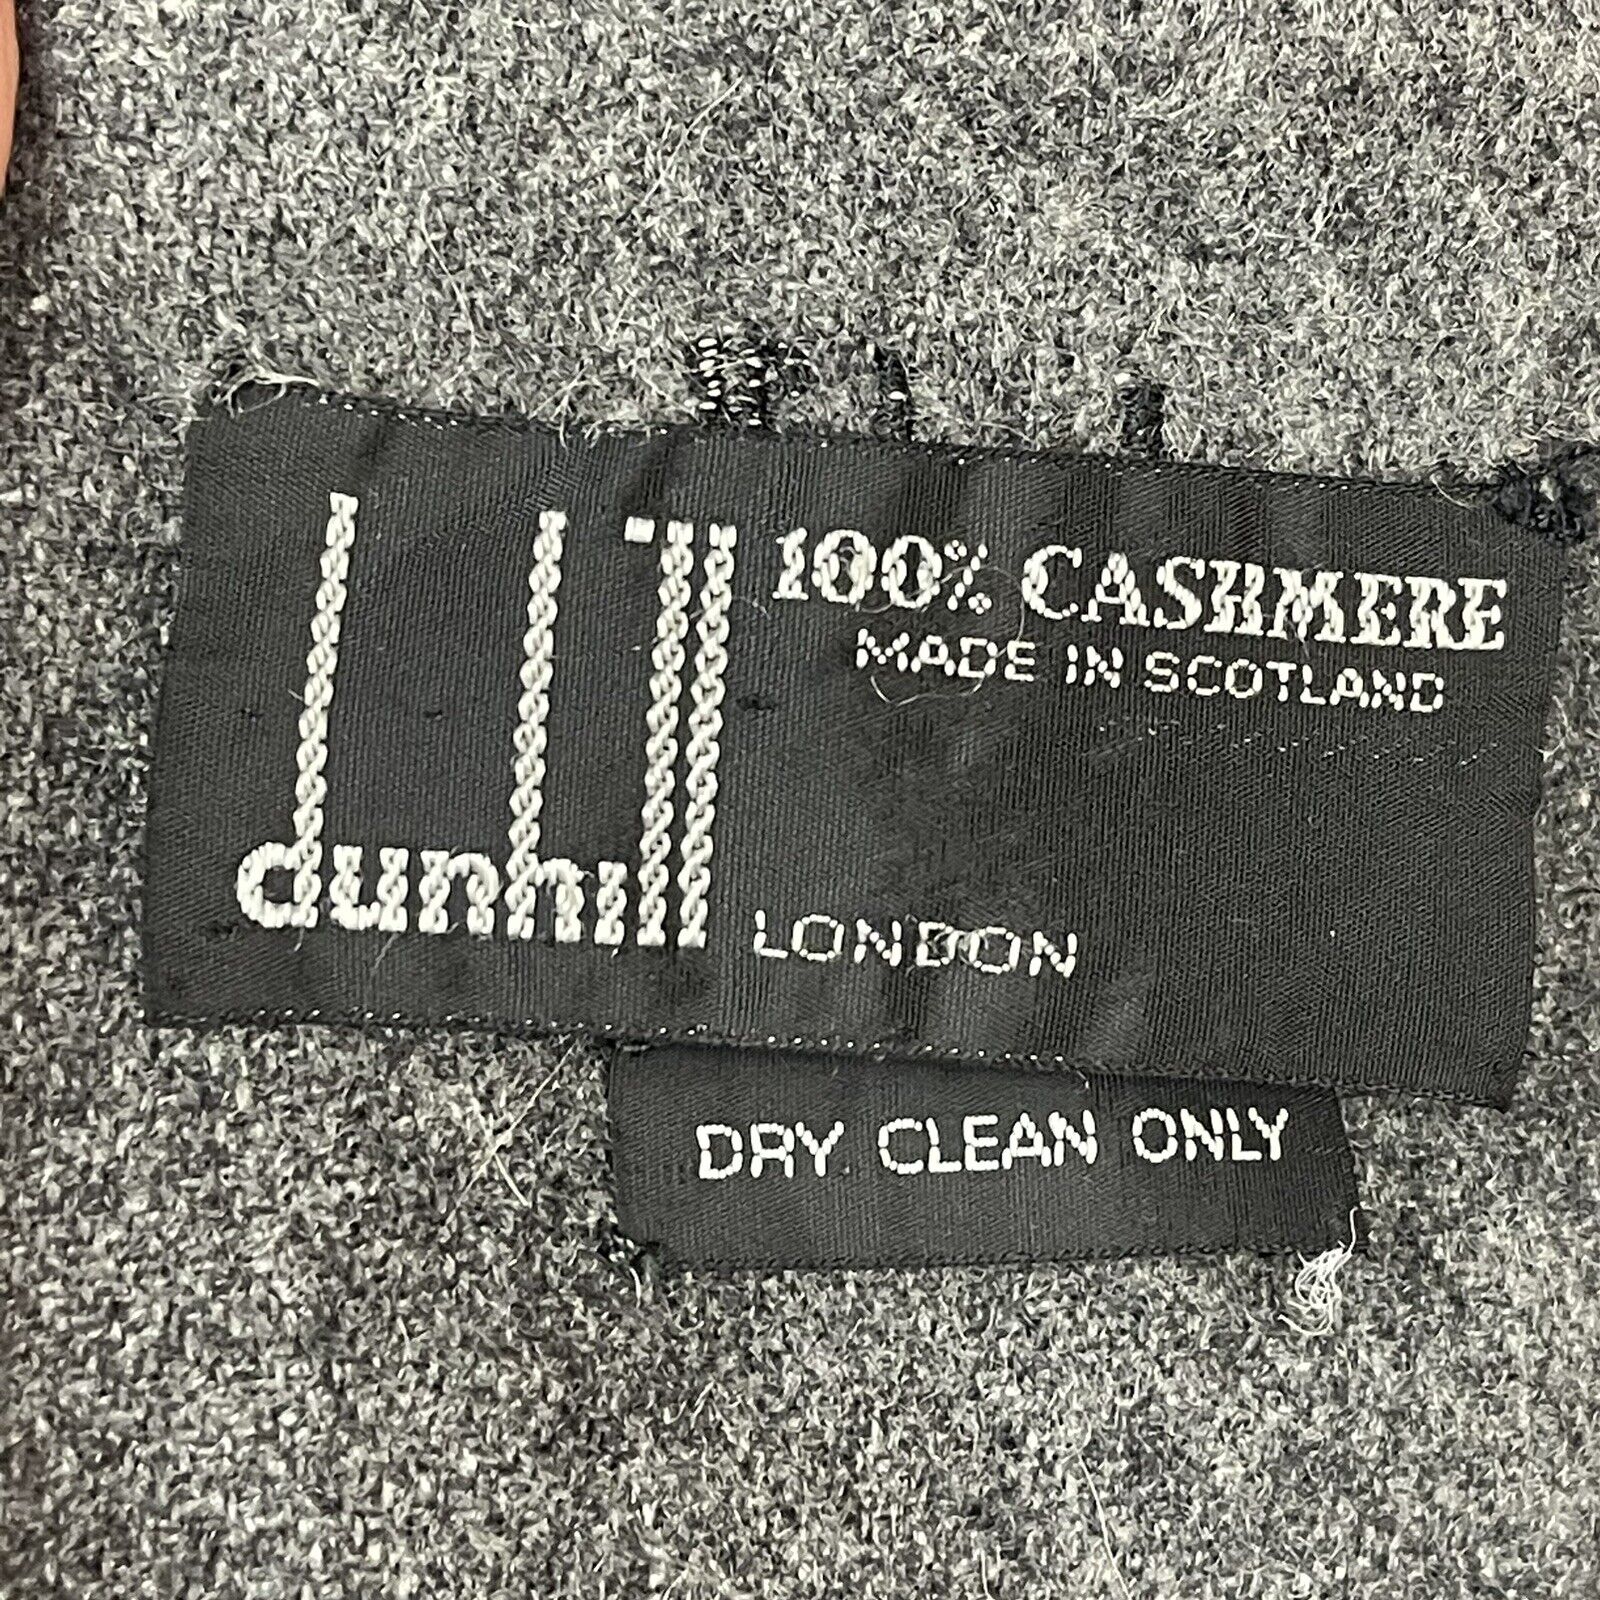 100% CASHMERE
MADE IN SCOTLAND
dunhill LONDON
DRY CLEAN ONLY